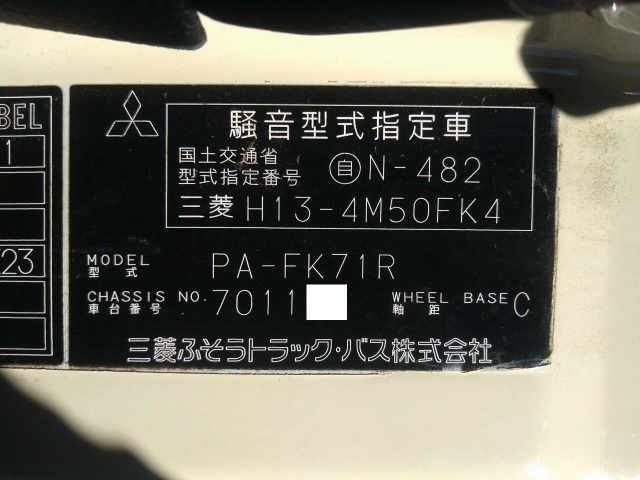 BEL
1
23
騒音型式指定車
国土交通省
型式指定番号 自 N-482
三菱 H13-4M50FK4
MODEL
型式 PA-FK71R
CHASSIS NO.
車台番号 7011
WHEEL BASE
軸距 C
三菱ふそうトラック・バス株式会社